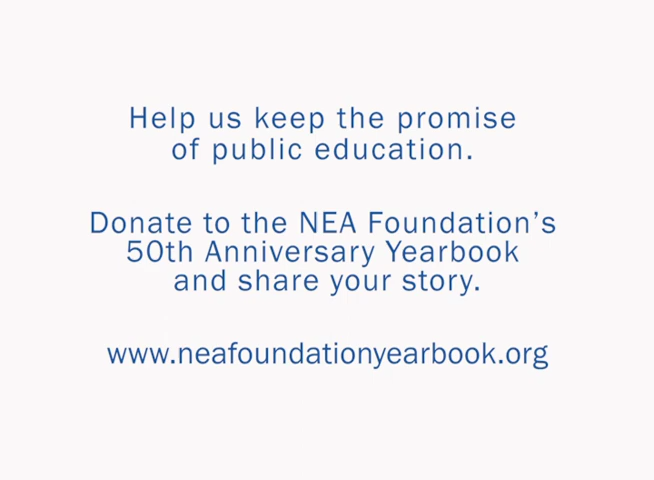 Help us keep the promise
of public education.
Donate to the NEA Foundation’s
50th Anniversary Yearbook
and share your story.
www.neafoundationyearbook.org